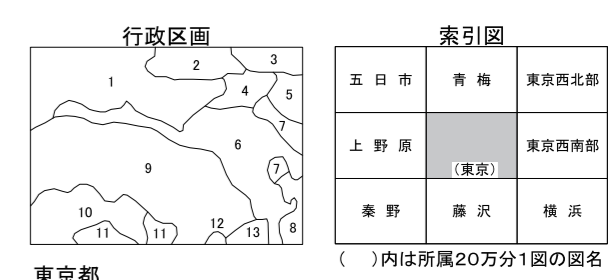 行政区画
1
2
3
4
5
7
6
9
7
8
10
11
11
12
13
東京都
索引図
五日市 青梅 東京西北部
上野原 (東京) 東京西南部
秦野 藤沢 横浜
( )内は所属20万分1図の図名